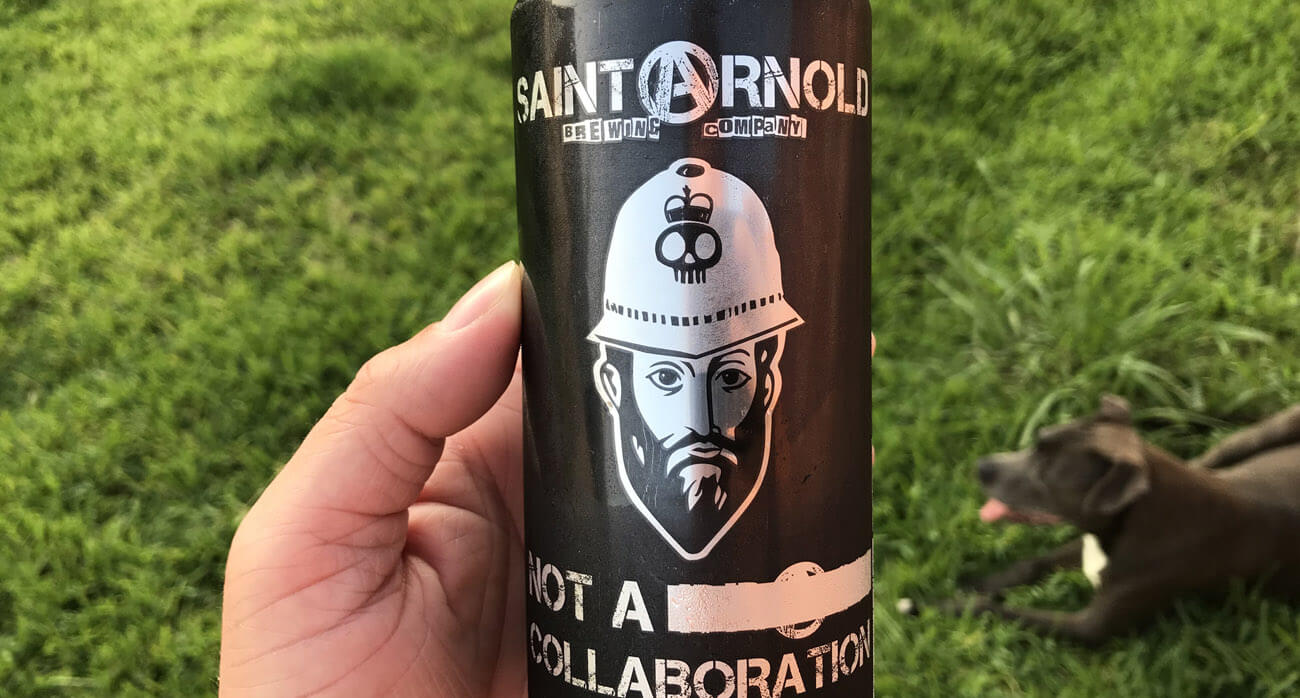 SAINT ARNOLD
BREWING COMPANY
NOT A
COLLABORATION